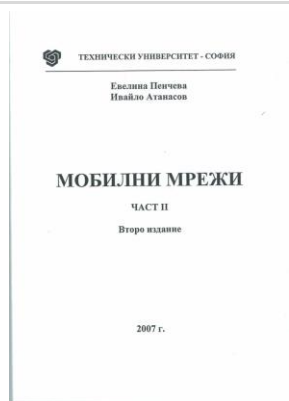 ТЕХНИЧЕСКИ УНИВЕРСИТЕТ - СОФИЯ
Евелина Пенчева
Ивайло Атанасов
МОБИЛНИ МРЕЖИ
ЧАСТ II
Второ издание
2007 г.